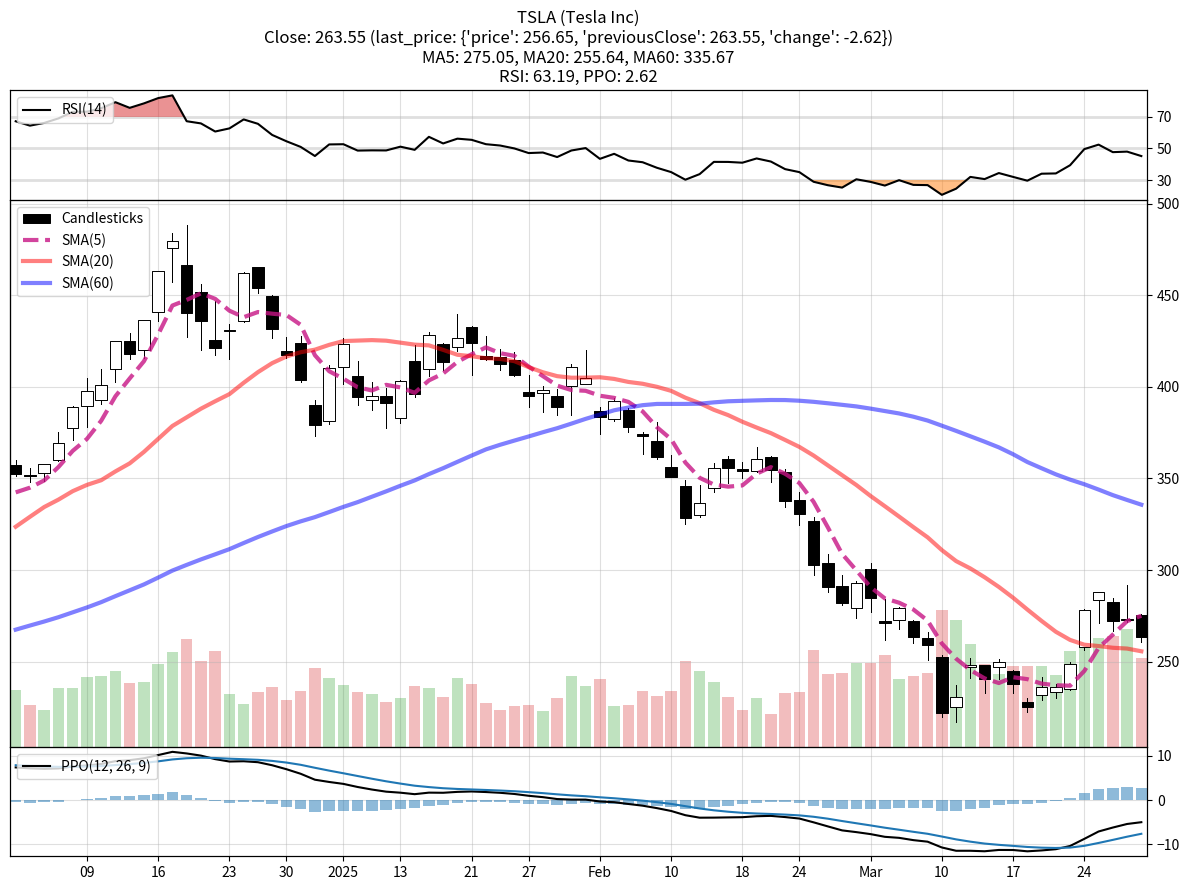 TSLA (Tesla Inc)
Close: 263.55 (last_price: {'price': 256.65, 'previousClose': 263.55, 'change': -2.62})
MA5: 275.05, MA20: 255.64, MA60: 335.67
RSI: 63.19, PPO: 2.62
RSI(14)
70
50
30
500
Candlesticks
SMA(5)
SMA(20)
SMA(60)
450
400
350
300
250
PPO(12, 26, 9)
10
0
−10
09 16 23 30 2025 13 21 27 Feb 10 18 24 Mar 10 17 24